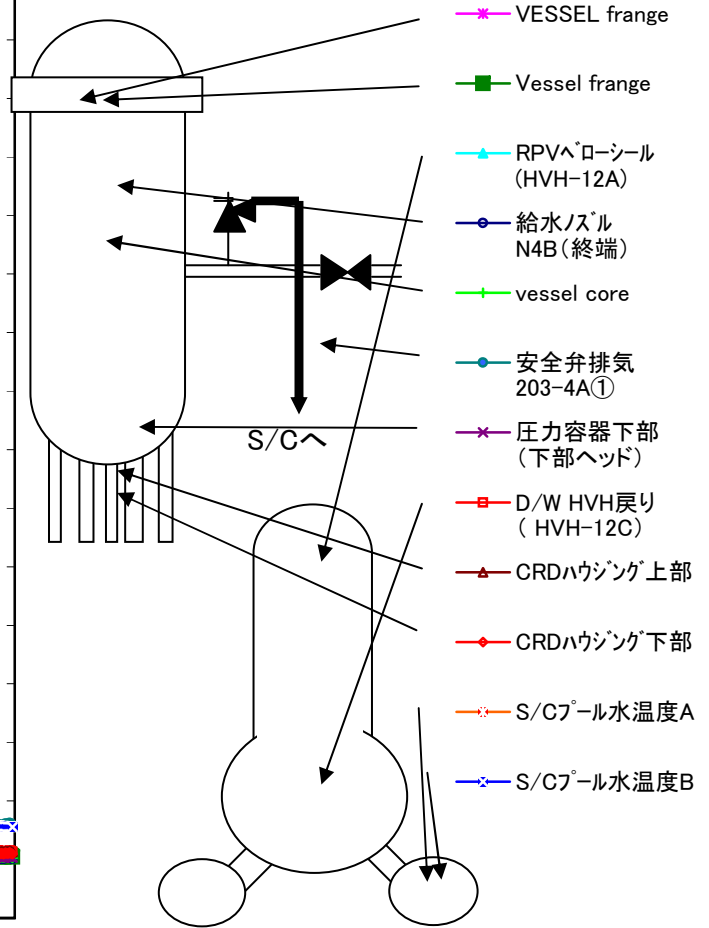 VESSEL frange
Vessel frange
RPVベローシール
(HVH-12A)
給水ノズル
N4B(終端)
vessel core
安全弁排気
203-4A①
圧力容器下部
(下部ヘッド)
D/W HVH戻り
( HVH-12C)
CRDハウジング上部
CRDハウジング下部
S/Cプール水温度A
S/Cプール水温度B
S/Cへ